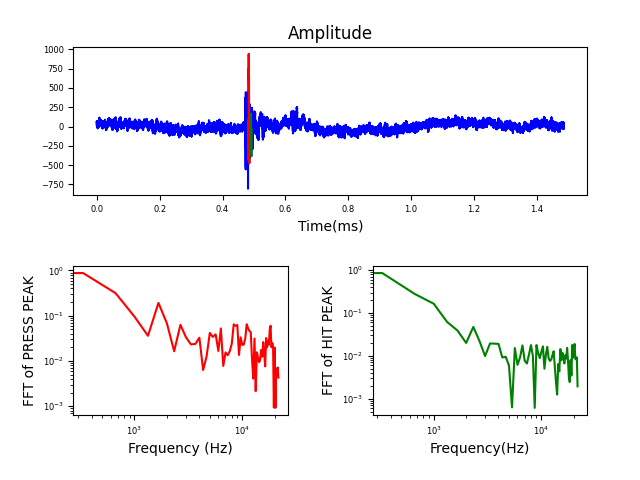 Amplitude
1000
750
500
250
0
−250
−500
−750
0.0 0.2 0.4 0.6 0.8 1.0 1.2 1.4
Time(ms)
FFT of PRESS PEAK
10⁰
10⁻¹
10⁻²
10⁻³
10³ 10⁴
Frequency (Hz)
FFT of HIT PEAK
10⁰
10⁻¹
10⁻²
10⁻³
10³ 10⁴
Frequency(Hz)